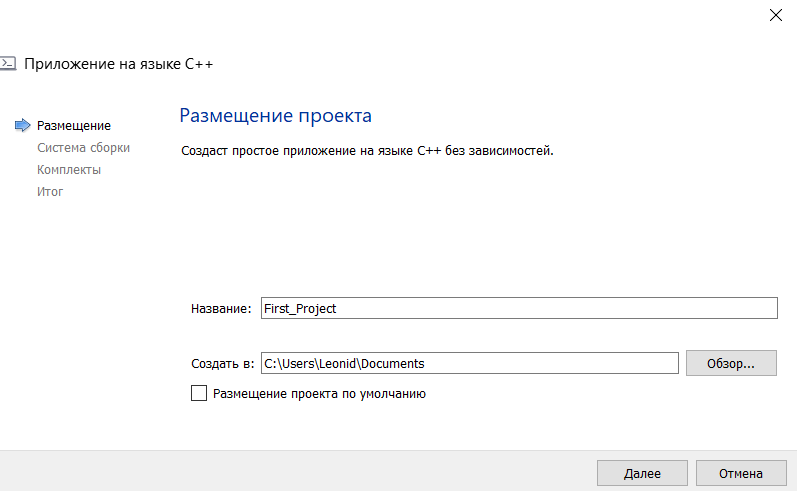 Приложение на языке C++
Размещение
Система сборки
Комплекты
Итог
Размещение проекта
Создаст простое приложение на языке C++ без зависимостей.
Название: First_Project
Создать в: C:\Users\Leonid\Documents Обзор...
Размещение проекта по умолчанию
Далее Отмена